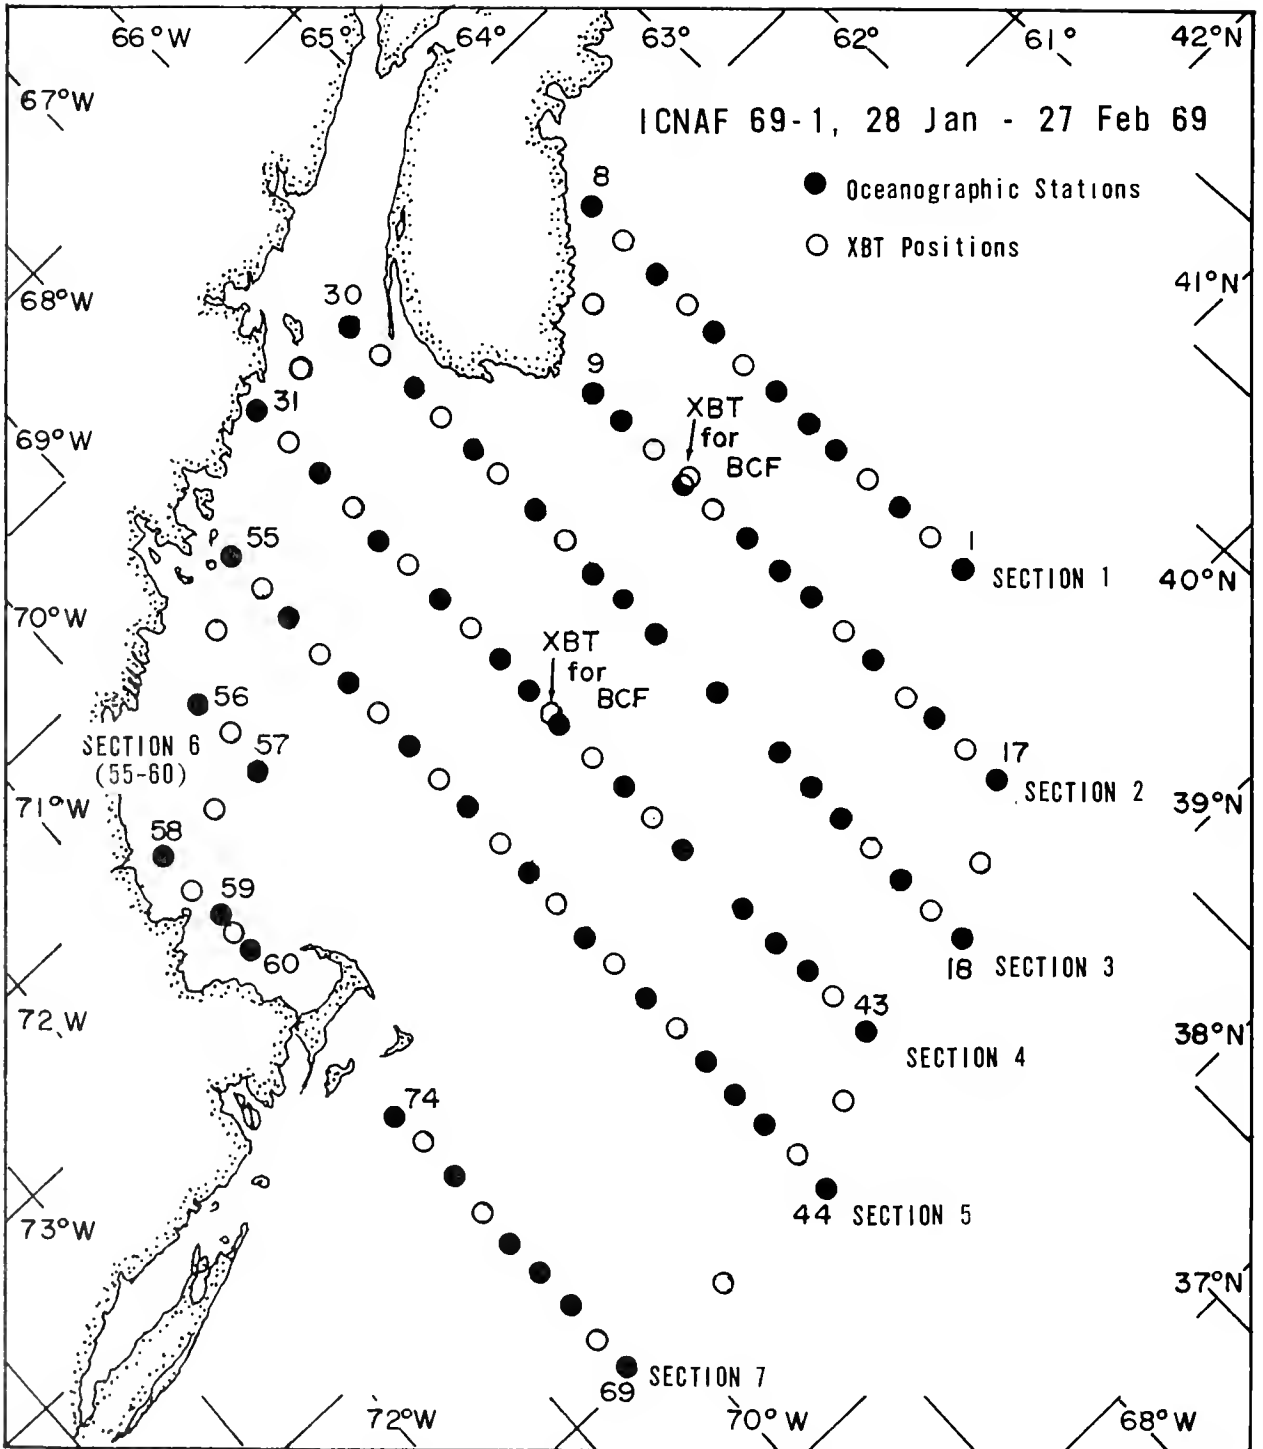 66°W 65° 64° 63° 62° 61° 42°N
67°W
ICNAF 69-1, 28 Jan - 27 Feb 69
8
Oceanographic Stations
XBT Positions
41°N
68°W
30
9
31
XBT
for
BCF
69°W
55
1
SECTION 1
40°N
70°W
XBT
for
BCF
56
57
SECTION 6
(55-60)
17
SECTION 2
39°N
71°W
58
59
60
18 SECTION 3
43
72 W
38°N
SECTION 4
74
44 SECTION 5
73°W
37°N
69 SECTION 7
72°W 70°W 68°W